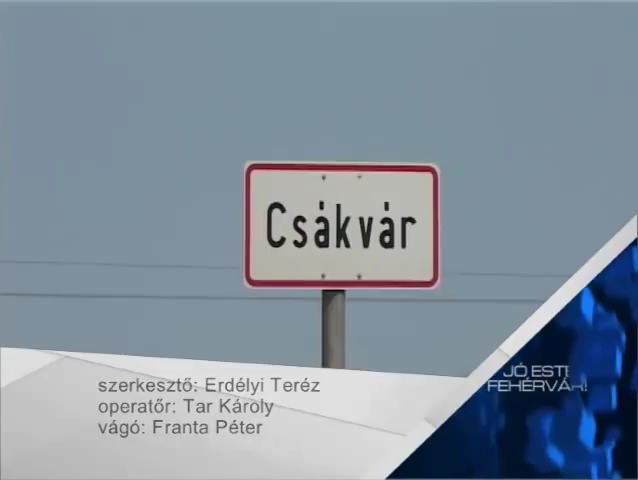 Csákvár
szerkesztő: Erdélyi Teréz
operatőr: Tar Károly
vágó: Franta Péter
JÓ ESTÉT
FEHÉRVÁR!